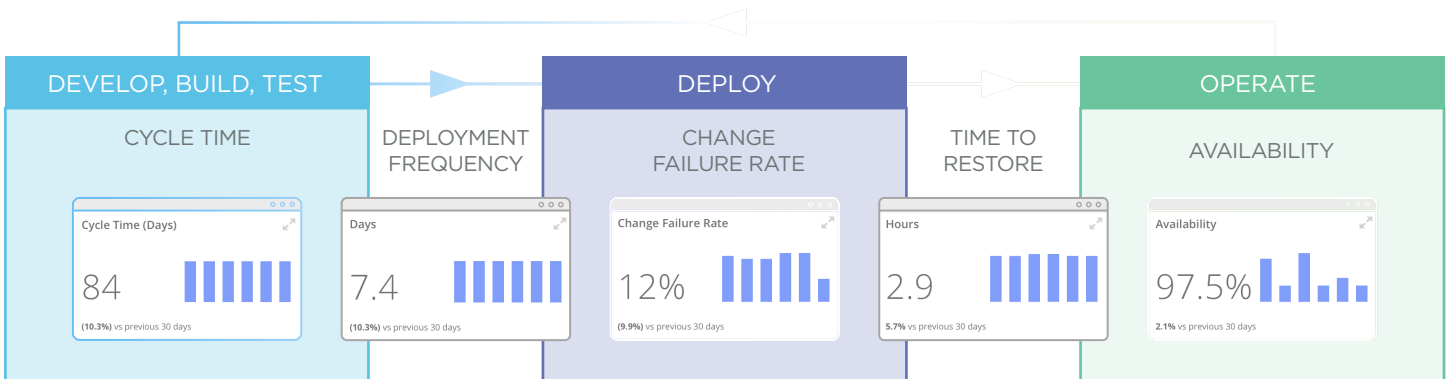 DEVELOP, BUILD, TEST
DEPLOY
OPERATE
CYCLE TIME
DEPLOYMENT
FREQUENCY
CHANGE
FAILURE RATE
TIME TO
RESTORE
AVAILABILITY
Cycle Time (Days)
84
(10.3%) vs previous 30 days
Days
7.4
(10.3%) vs previous 30 days
Change Failure Rate
12%
(9.9%) vs previous 30 days
Hours
2.9
5.7% vs previous 30 days
Availability
97.5%
2.1% vs previous 30 days